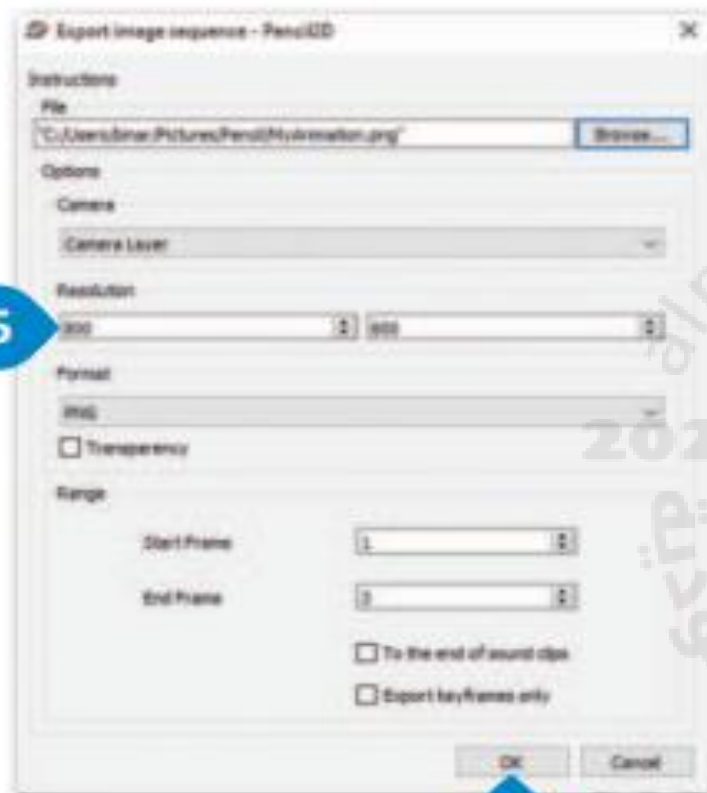 Export image sequence - Pencil2D
Instructions
File
"C:/Users/binar/Pictures/Pencil/MyAnimation.png" Browse...
Options
Camera
Camera Layer
Resolution
5
800 600
Format
PNG
Transparency
Range
Start Frame 1
End Frame
To the end of sound clips
Export keyframes only
OK Cancel
202